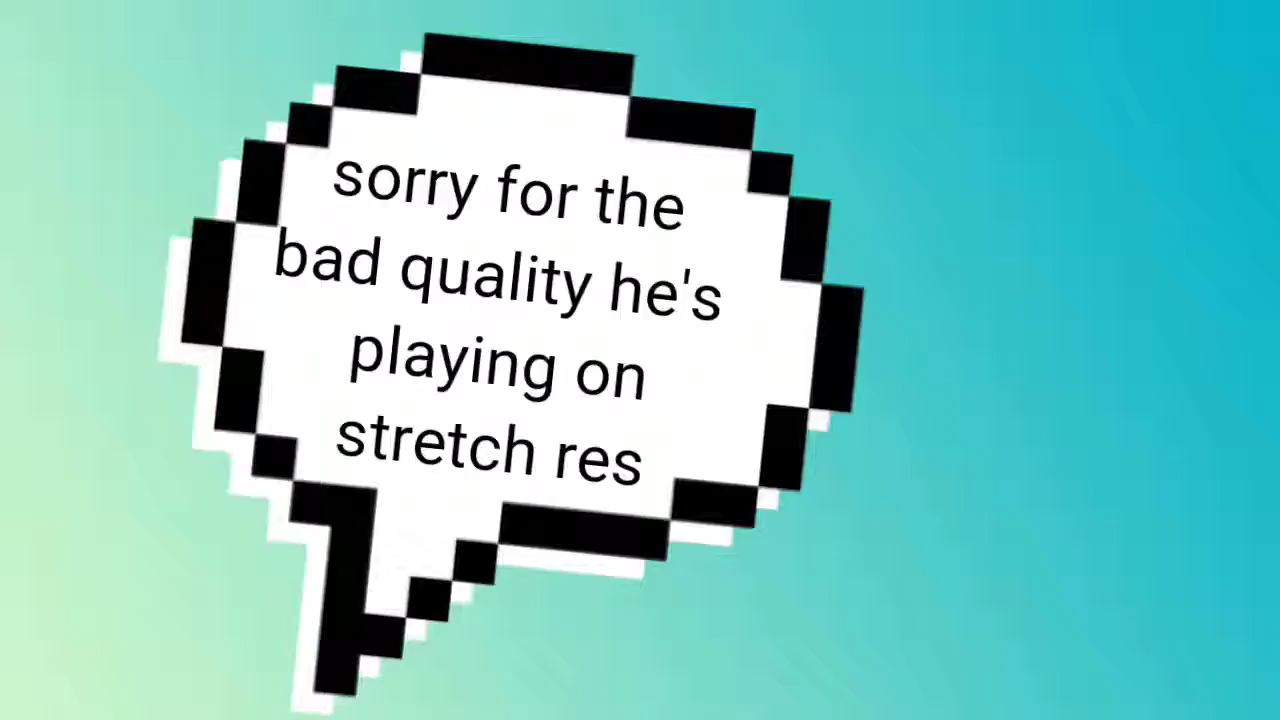 sorry for the
bad quality he's
playing on
stretch res